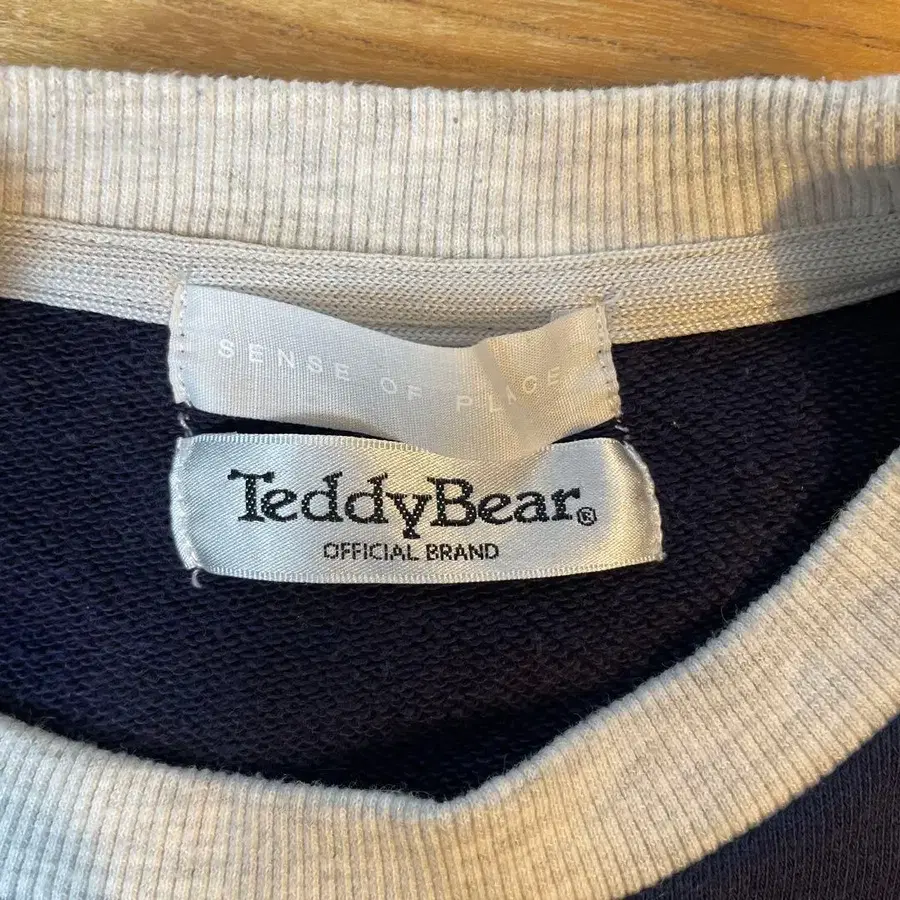 SENSE OF PLACE
TeddyBear®
OFFICIAL BRAND